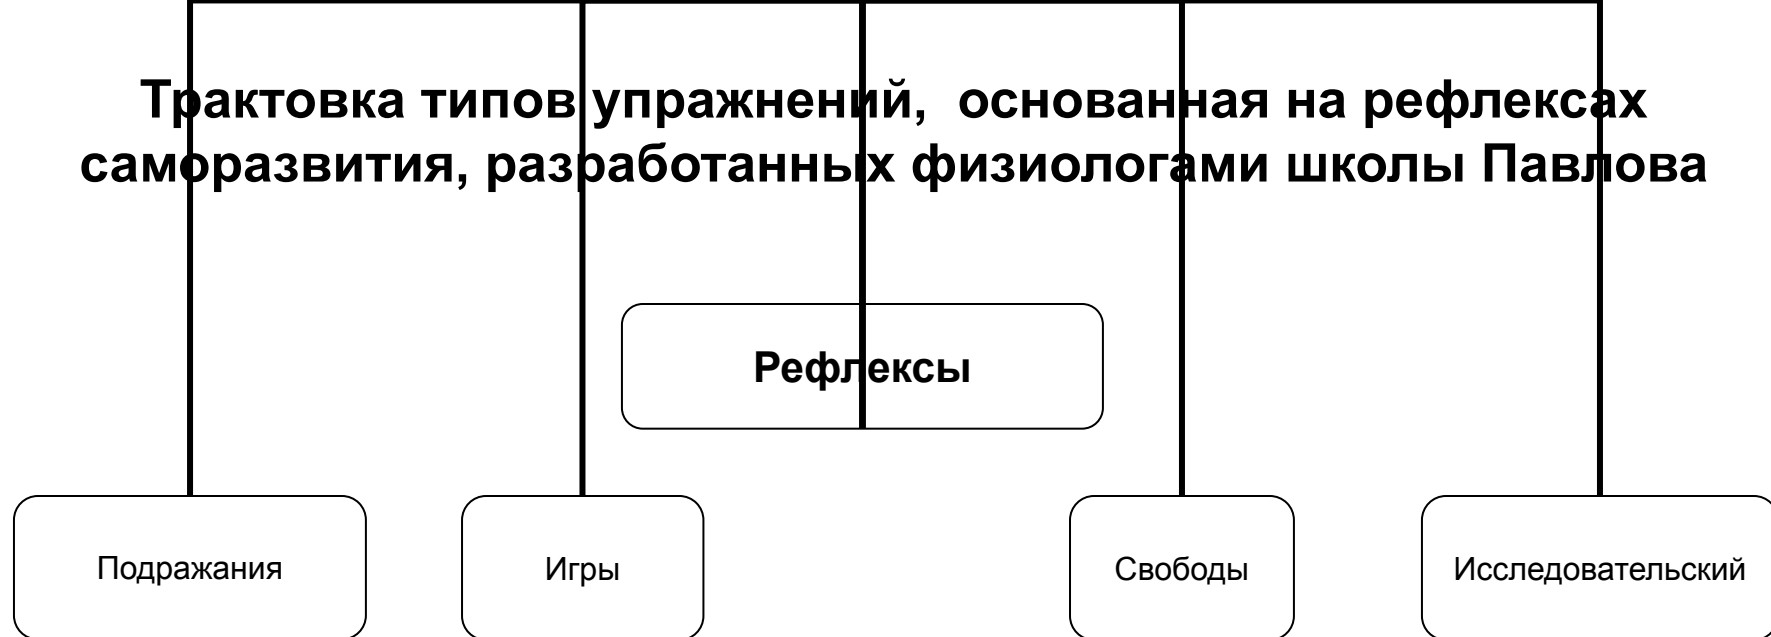 Трактовка типов упражнений,  основанная на рефлексах
саморазвития, разработанных физиологами школы Павлова
Рефлексы
Подражания
Игры
Свободы
Исследовательский